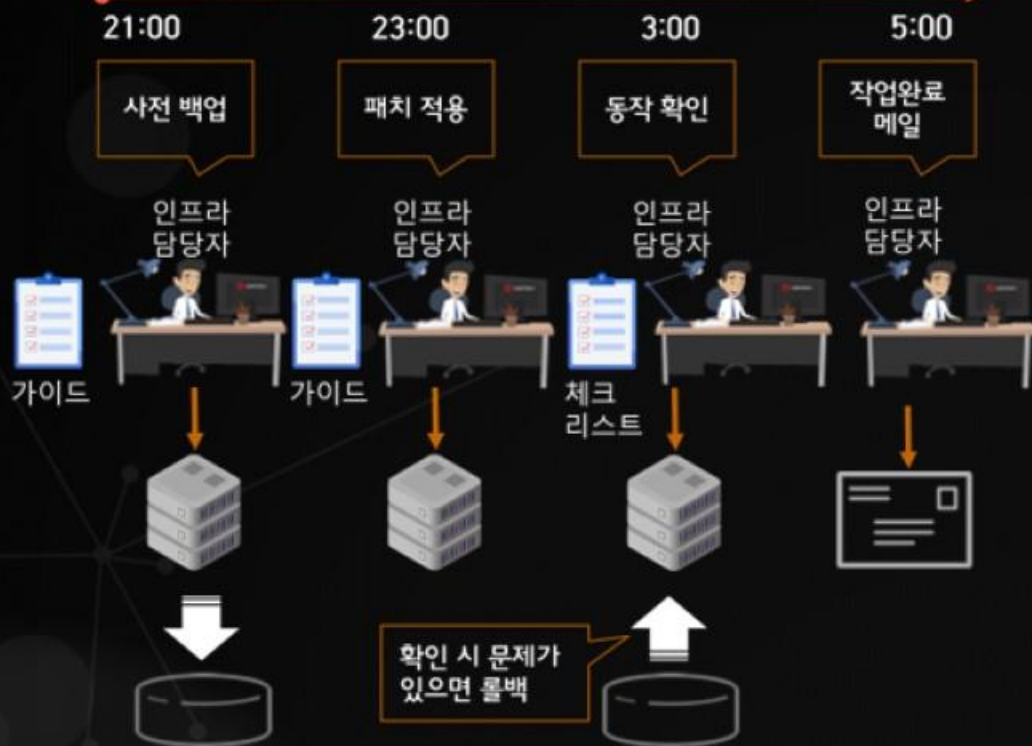 21:00
23:00
3:00
5:00
사전 백업
패치 적용
동작 확인
작업완료
메일
인프라
담당자
인프라
담당자
인프라
담당자
인프라
담당자
가이드
가이드
체크
리스트
확인 시 문제가
있으면 롤백